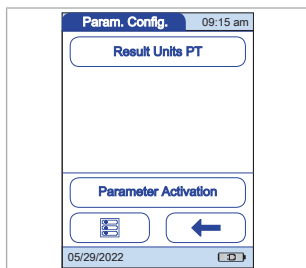 Param. Config. 09:15 am
Result Units PT
Parameter Activation
05/29/2022